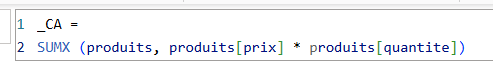 1 _CA =
2 SUMX (produits, produits[prix] * produits[quantite])